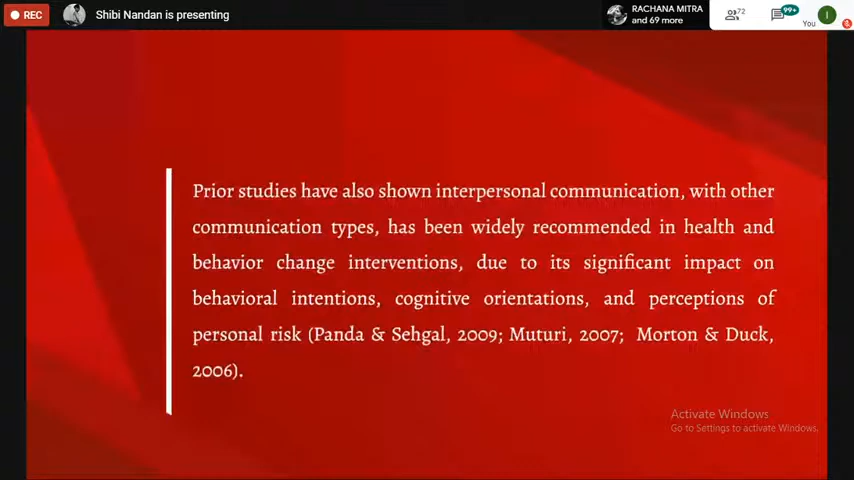 REC
Shibi Nandan is presenting
RACHANA MITRA
and 69 more
72
99+
I
You
Prior studies have also shown interpersonal communication, with other
communication types, has been widely recommended in health and
behavior change interventions, due to its significant impact on
behavioral intentions, cognitive orientations, and perceptions of
personal risk (Panda & Sehgal, 2009; Muturi, 2007; Morton & Duck,
2006).
Activate Windows
Go to Settings to activate Windows.